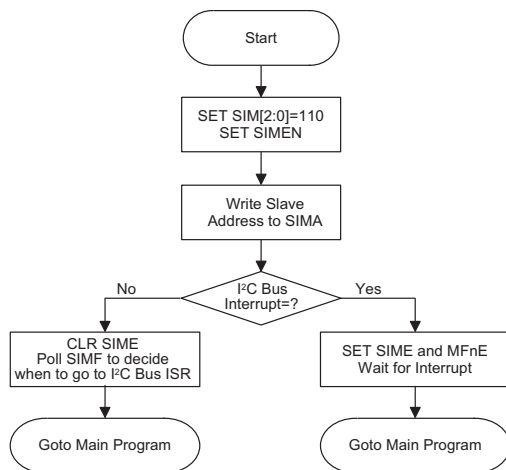 Start
SET SIM[2:0]=110
SET SIMEN
Write Slave
Address to SIMA
I²C Bus
Interrupt=?
No
Yes
CLR SIME
Poll SIMF to decide
when to go to I²C Bus ISR
SET SIME and MFnE
Wait for Interrupt
Goto Main Program
Goto Main Program